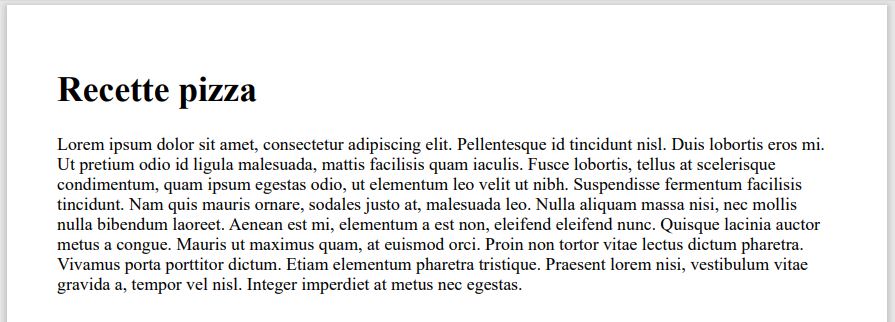 Recette pizza
Lorem ipsum dolor sit amet, consectetur adipiscing elit. Pellentesque id tincidunt nisl. Duis lobortis eros mi.
Ut pretium odio id ligula malesuada, mattis facilisis quam iaculis. Fusce lobortis, tellus at scelerisque
condimentum, quam ipsum egestas odio, ut elementum leo velit ut nibh. Suspendisse fermentum facilisis
tincidunt. Nam quis mauris ornare, sodales justo at, malesuada leo. Nulla aliquam massa nisi, nec mollis
nulla bibendum laoreet. Aenean est mi, elementum a est non, eleifend eleifend nunc. Quisque lacinia auctor
metus a congue. Mauris ut maximus quam, at euismod orci. Proin non tortor vitae lectus dictum pharetra.
Vivamus porta porttitor dictum. Etiam elementum pharetra tristique. Praesent lorem nisi, vestibulum vitae
gravida a, tempor vel nisl. Integer imperdiet at metus nec egestas.